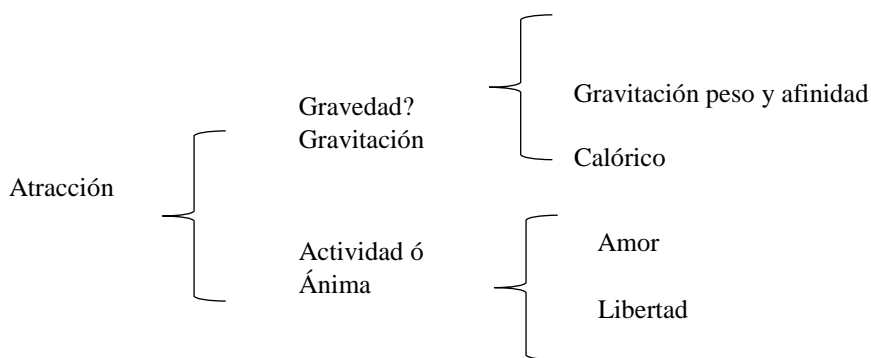 Gravedad?
Gravitación
Gravitación peso y afinidad
Calórico
Atracción
Actividad ó
Ánima
Amor
Libertad